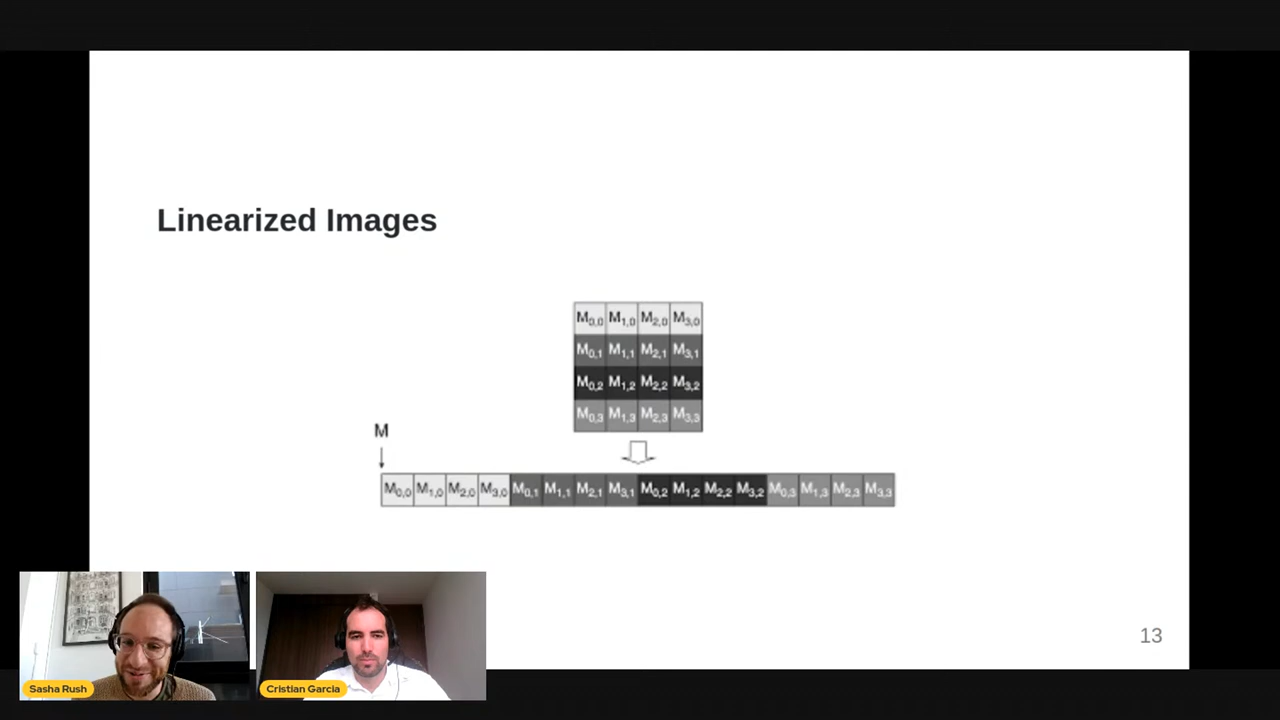 Linearized Images
M0,0 M1,0 M2,0 M3,0
M0,1 M1,1 M2,1 M3,1
M0,2 M1,2 M2,2 M3,2
M0,3 M1,3 M2,3 M3,3
M
M0,0 M1,0 M2,0 M3,0 M0,1 M1,1 M2,1 M3,1 M0,2 M1,2 M2,2 M3,2 M0,3 M1,3 M2,3 M3,3
13
Sasha Rush
Cristian Garcia